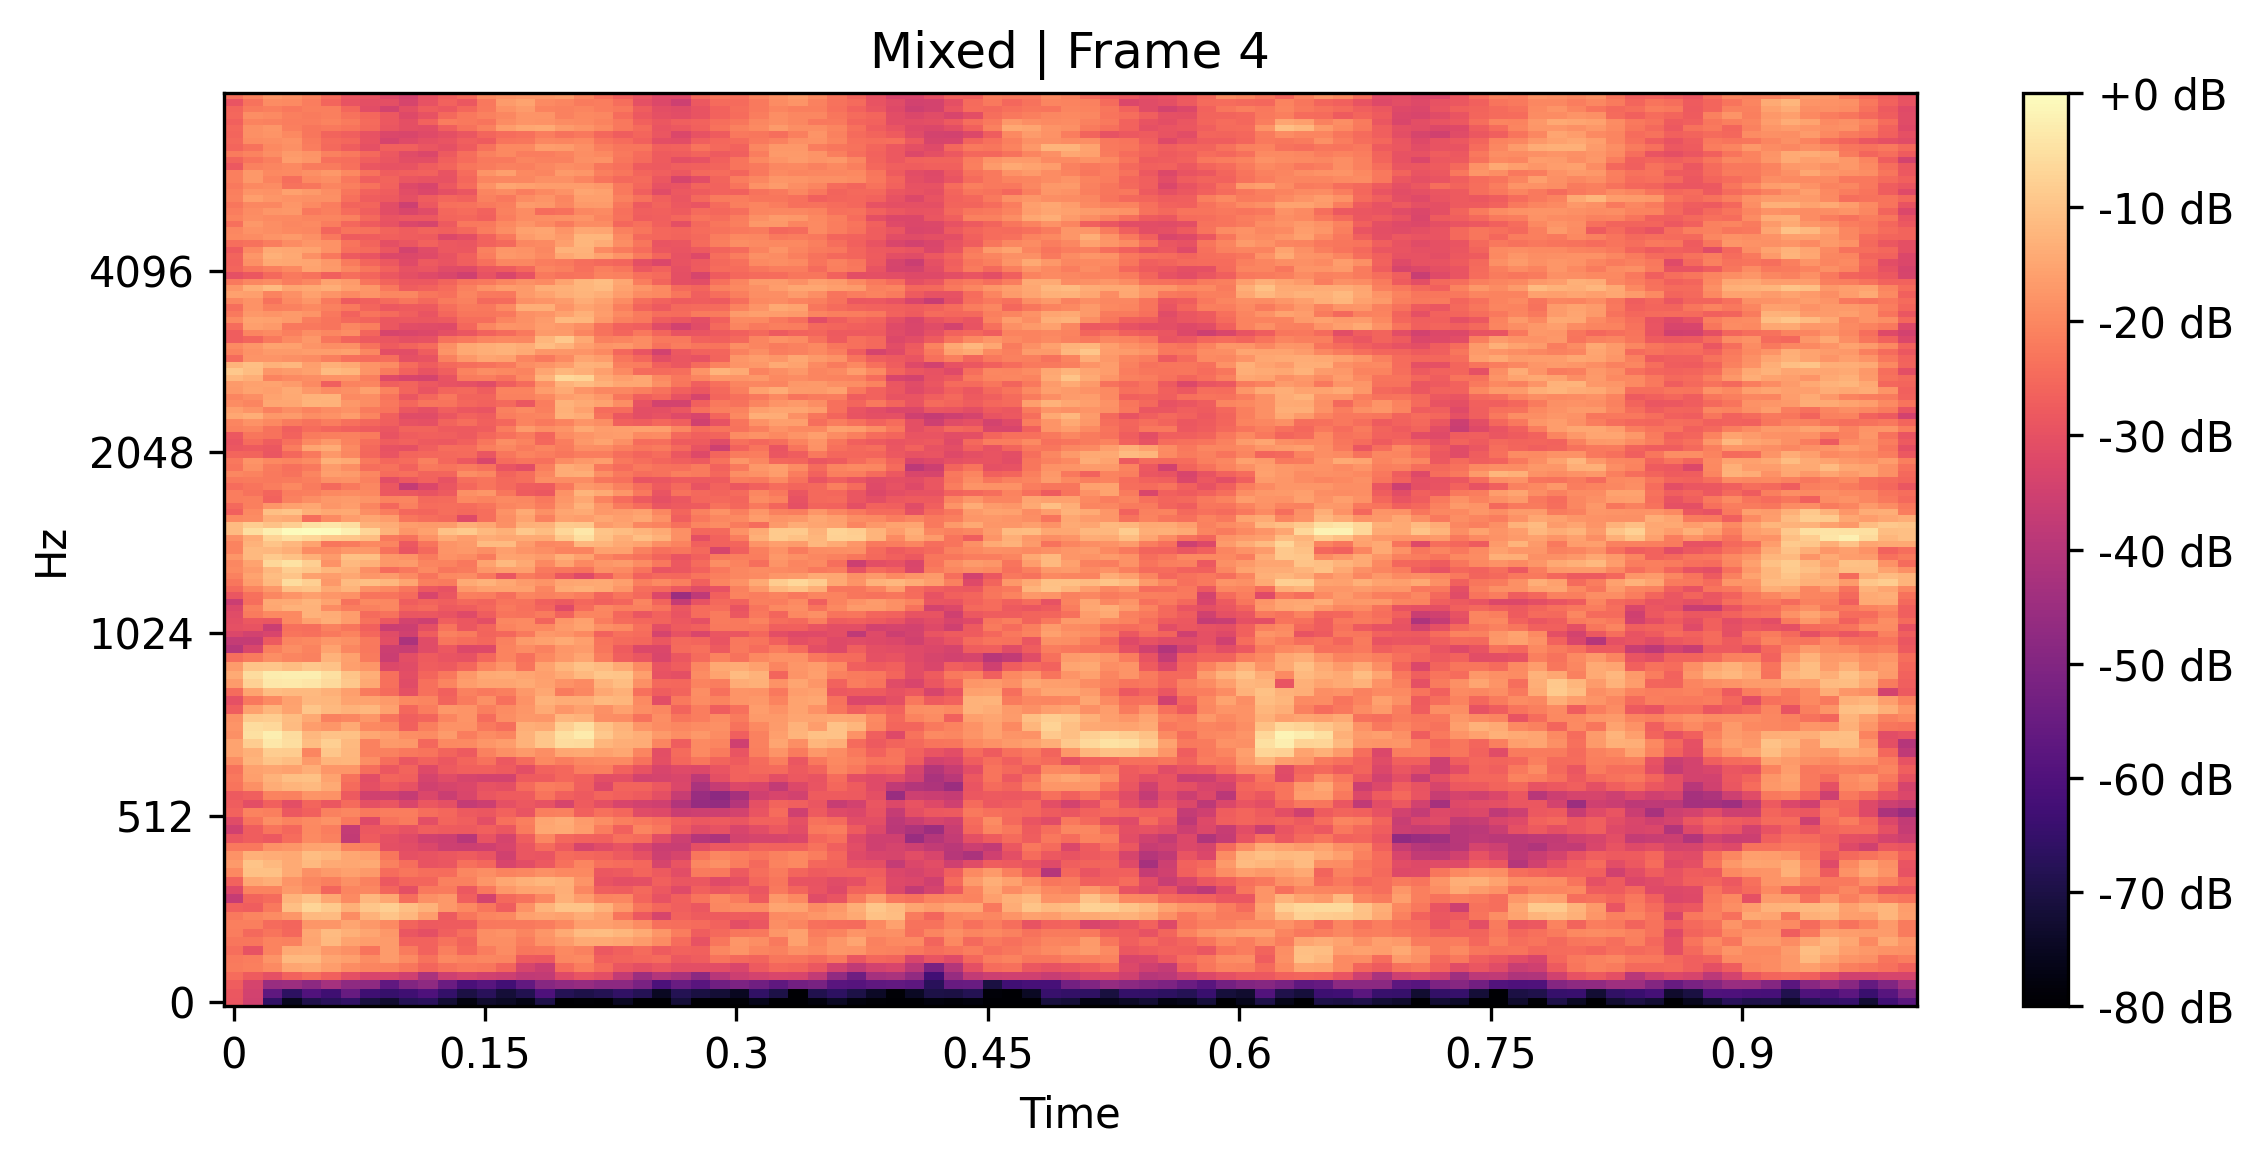 Mixed | Frame 4
Hz
4096
2048
1024
512
0
0 0.15 0.3 0.45 0.6 0.75 0.9
Time
+0 dB
-10 dB
-20 dB
-30 dB
-40 dB
-50 dB
-60 dB
-70 dB
-80 dB